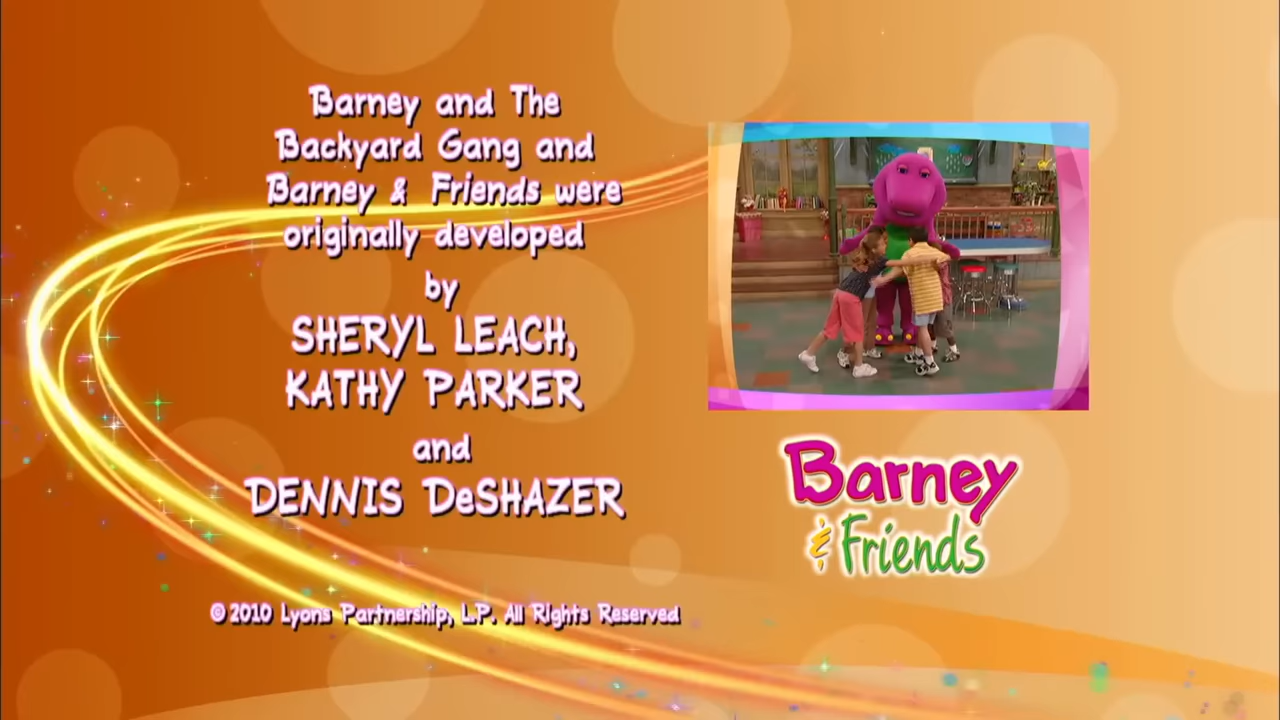 Barney and The
Backyard Gang and
Barney & Friends were
originally developed
by
SHERYL LEACH,
KATHY PARKER
and
DENNIS DeSHAZER
© 2010 Lyons Partnership, L.P. All Rights Reserved
Barney
& Friends